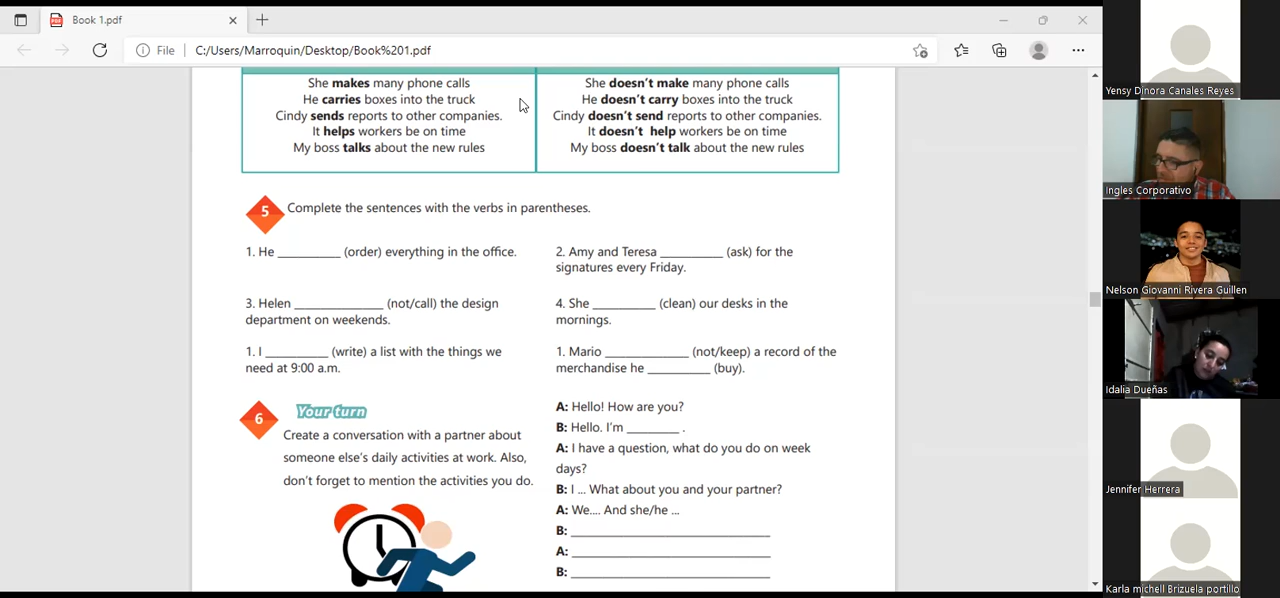 Book 1.pdf
File
C:/Users/Marroquin/Desktop/Book%201.pdf
She makes many phone calls
He carries boxes into the truck
Cindy sends reports to other companies.
It helps workers be on time
My boss talks about the new rules
She doesn't make many phone calls
He doesn't carry boxes into the truck
Cindy doesn't send reports to other companies.
It doesn't help workers be on time
My boss doesn't talk about the new rules
5
Complete the sentences with the verbs in parentheses.
1. He __________ (order) everything in the office.
2. Amy and Teresa __________ (ask) for the
signatures every Friday.
3. Helen ______________ (not/call) the design
department on weekends.
4. She __________ (clean) our desks in the
mornings.
1. I __________ (write) a list with the things we
need at 9:00 a.m.
1. Mario _____________ (not/keep) a record of the
merchandise he __________ (buy).
6
Your turn
Create a conversation with a partner about
someone else's daily activities at work. Also,
don't forget to mention the activities you do.
A: Hello! How are you?
B: Hello. I'm ________ .
A: I have a question, what do you do on week
days?
B: I ... What about you and your partner?
A: We.... And she/he ...
B: ______________________________
A: ______________________________
B: ______________________________
Yensy Dinora Canales Reyes
Ingles Corporativo
Nelson Giovanni Rivera Guillen
Idalia Dueñas
Jennifer Herrera
Karla michell Brizuela portillo